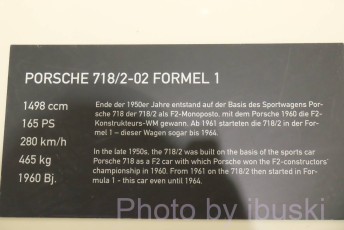 PORSCHE 718/2-02 FORMEL 1
1498 ccm
165 PS
280 km/h
465 kg
1960 Bj.
Ende der 1950er Jahre entstand auf der Basis des Sportwagens Por-
sche 718 der 718/2 als F2-Monoposto, mit dem Porsche 1960 die F2-
Konstrukteurs-WM gewann. Ab 1961 starteten die 718/2 in der For-
mel 1 – dieser Wagen sogar bis 1964.
In the late 1950s, the 718/2 was built on the basis of the sports car
Porsche 718 as a F2 car with which Porsche won the F2-constructors'
championship in 1960. From 1961 on the 718/2 then started in For-
mula 1 - this car even until 1964.
Photo by ibuski